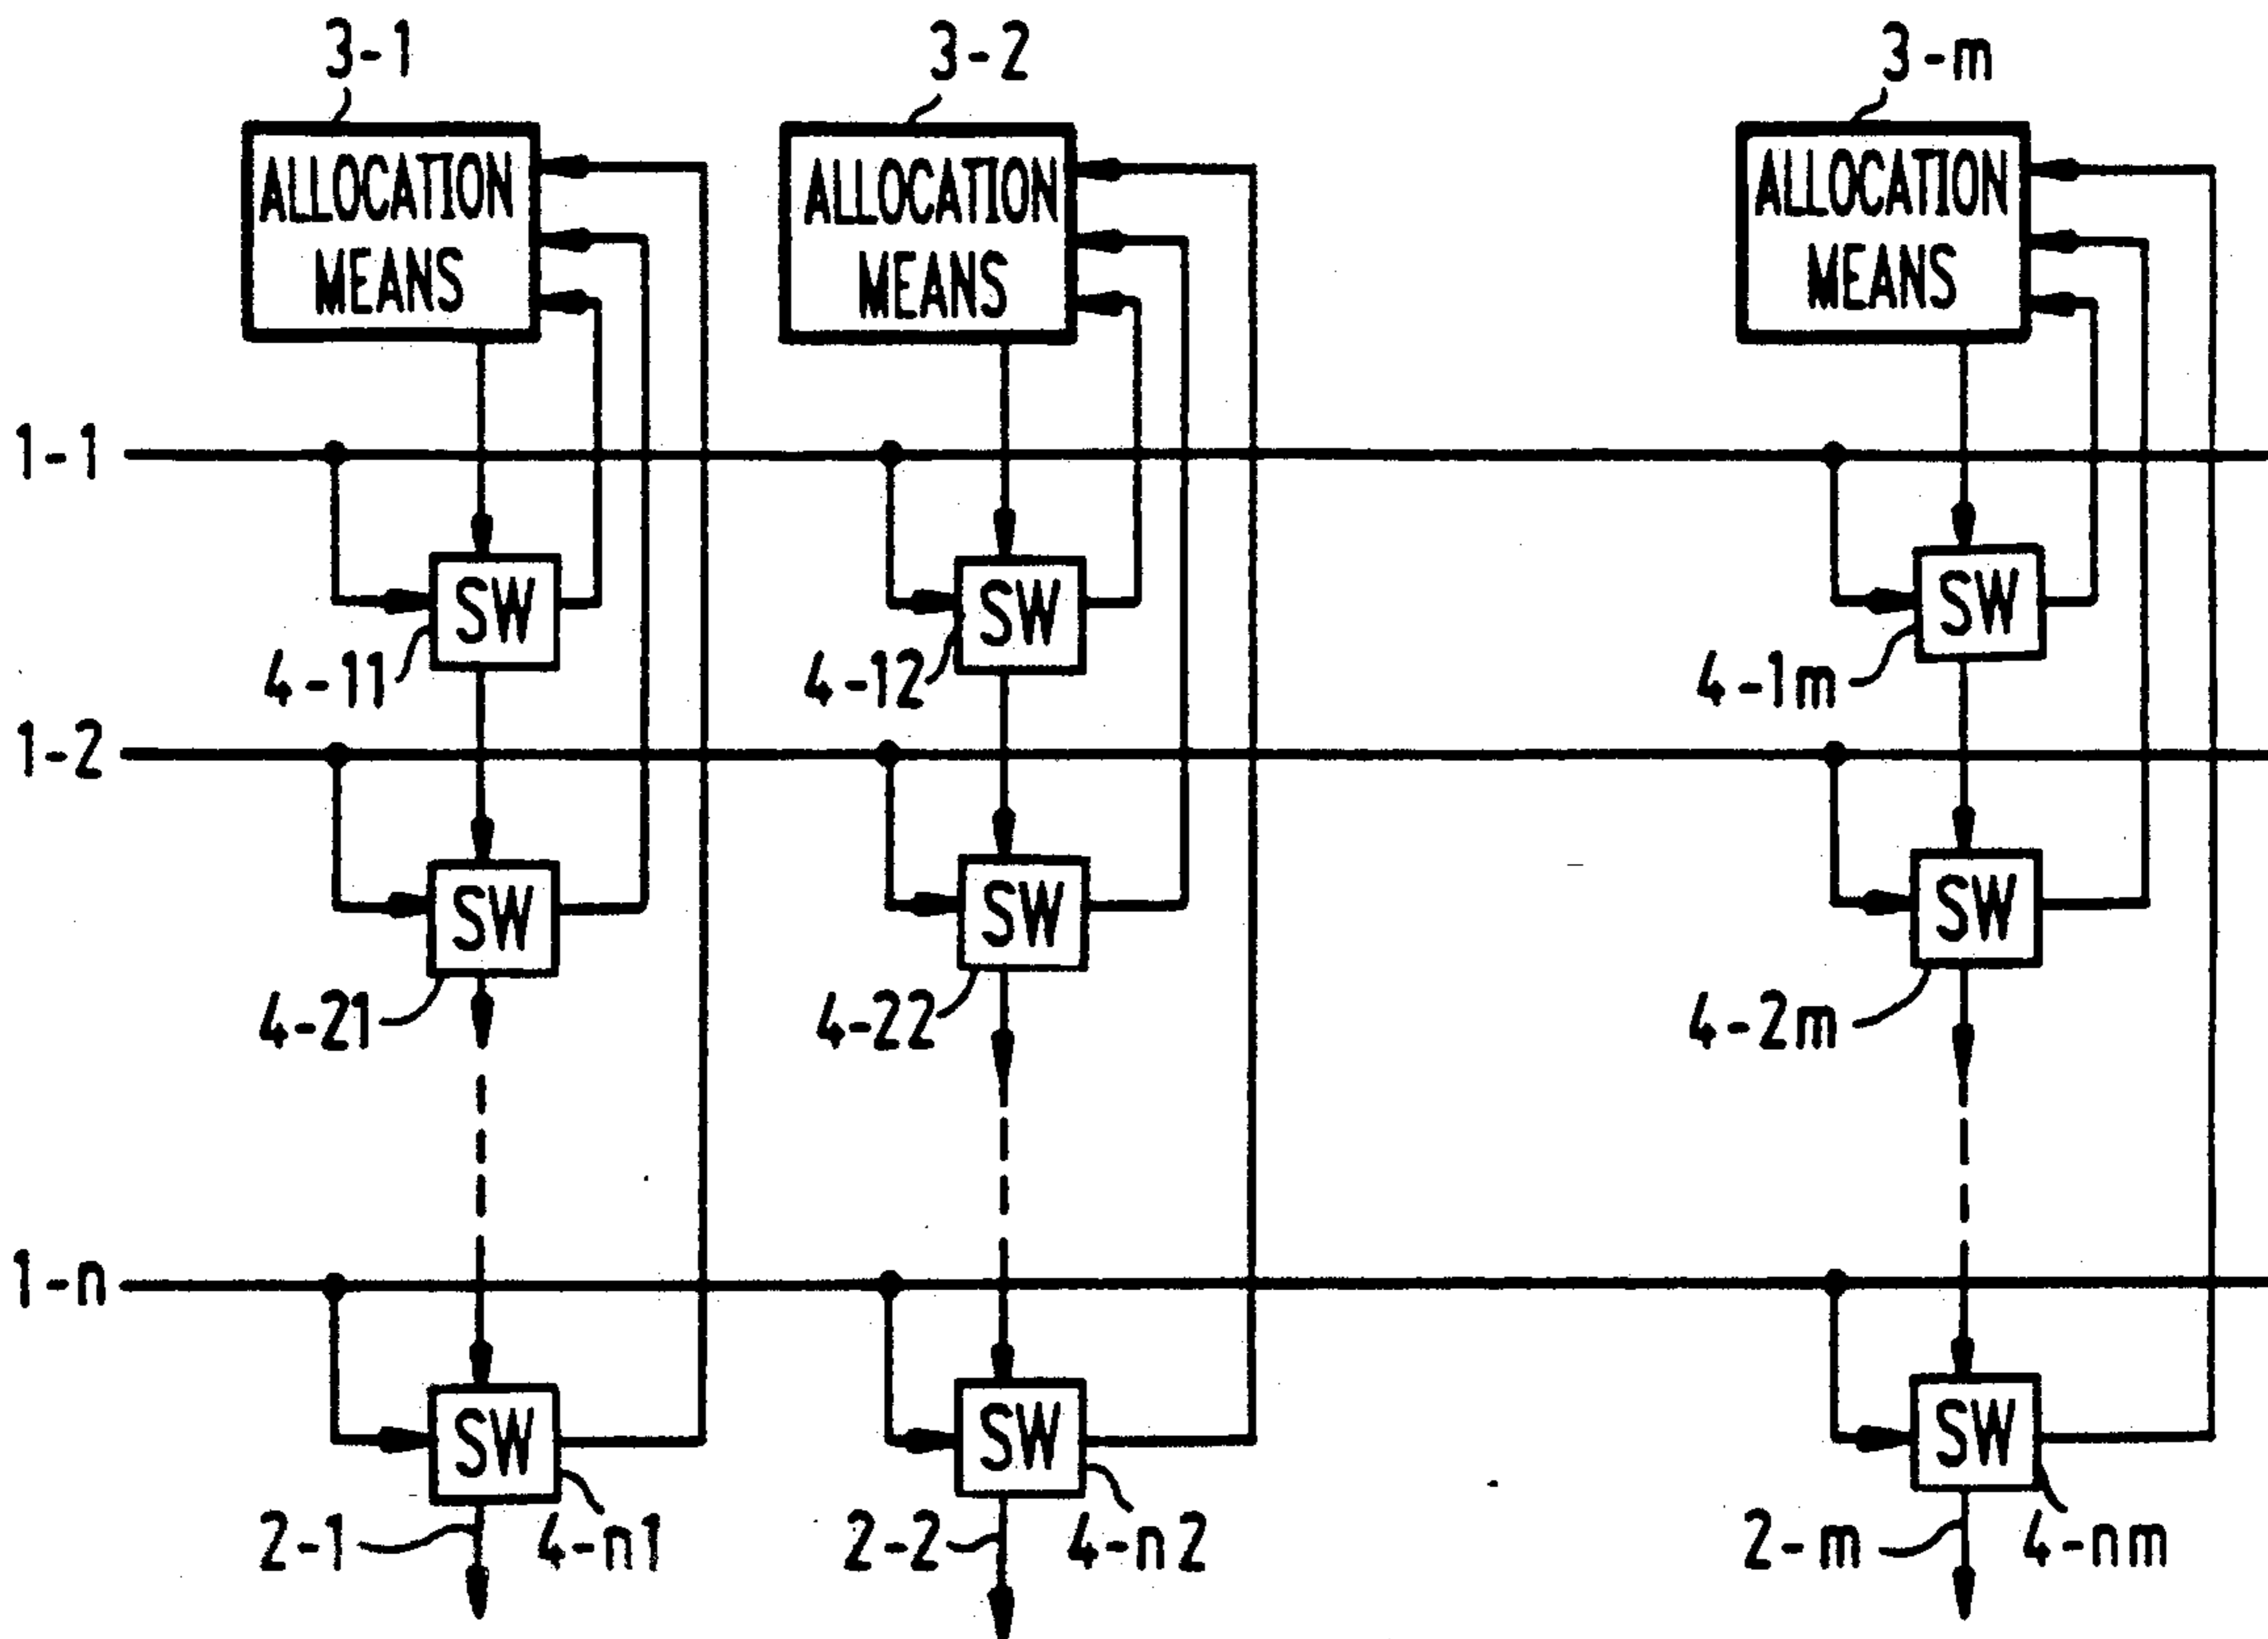 3-1 3-2 3-m
ALLOCATION MEANS
ALLOCATION MEANS
ALLOCATION MEANS
1-1
SW SW SW
4-11 4-12 4-1m
1-2
SW SW SW
4-21 4-22 4-2m
1-n
SW SW SW
2-1 4-n1 2-2 4-n2 2-m 4-nm